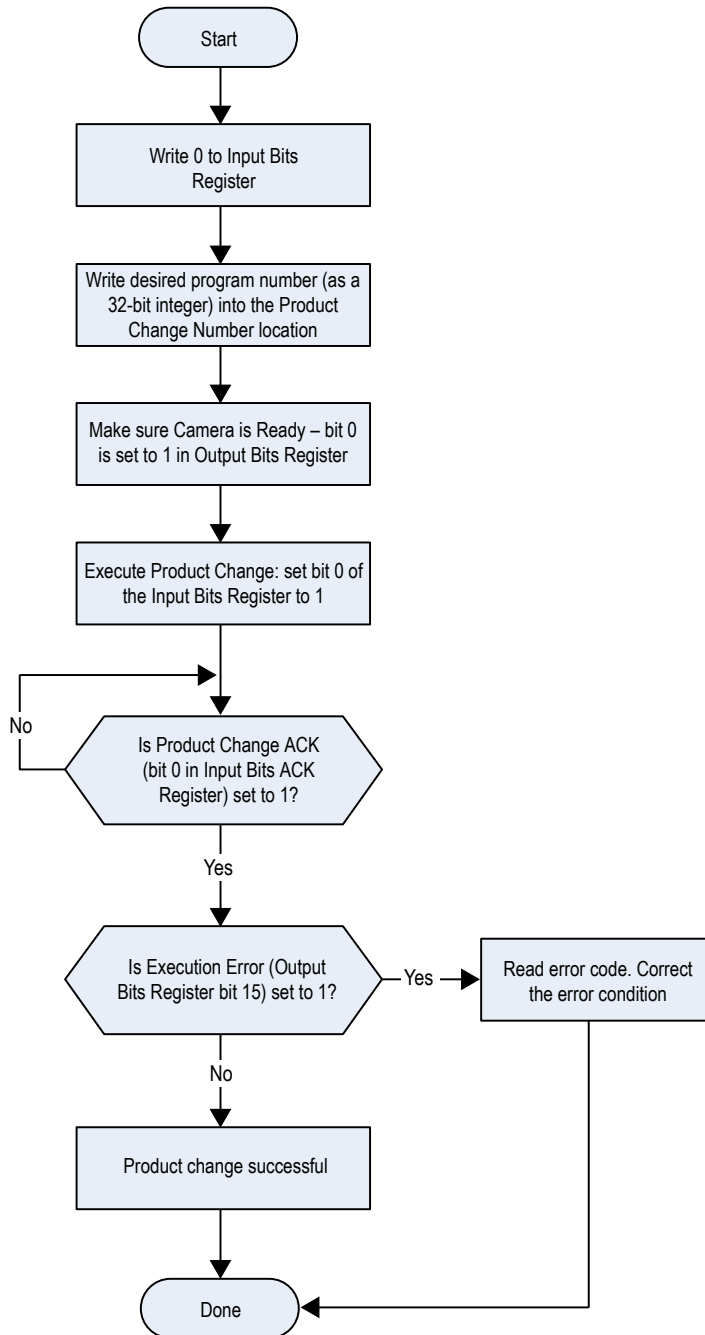 Start
Write 0 to Input Bits
Register
Write desired program number (as a
32-bit integer) into the Product
Change Number location
Make sure Camera is Ready – bit 0
is set to 1 in Output Bits Register
Execute Product Change: set bit 0 of
the Input Bits Register to 1
No
Is Product Change ACK
(bit 0 in Input Bits ACK
Register) set to 1?
Yes
Is Execution Error (Output
Bits Register bit 15) set to 1?
Yes
Read error code. Correct
the error condition
No
Product change successful
Done